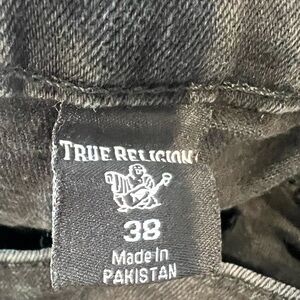 TRUE RELIGION
38
Made in
PAKISTAN